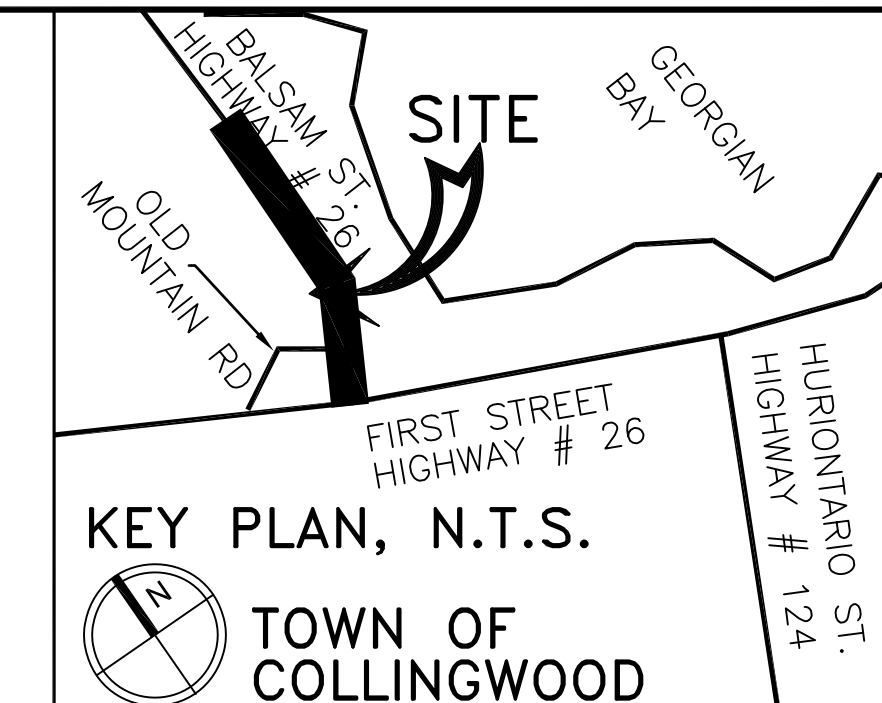 BALSAM ST.
HIGHWAY # 26
SITE
GEORGIAN
BAY
OLD
MOUNTAIN RD
FIRST STREET
HIGHWAY # 26
HURIONTARIO ST.
HIGHWAY # 124
KEY PLAN, N.T.S.
N
TOWN OF
COLLINGWOOD